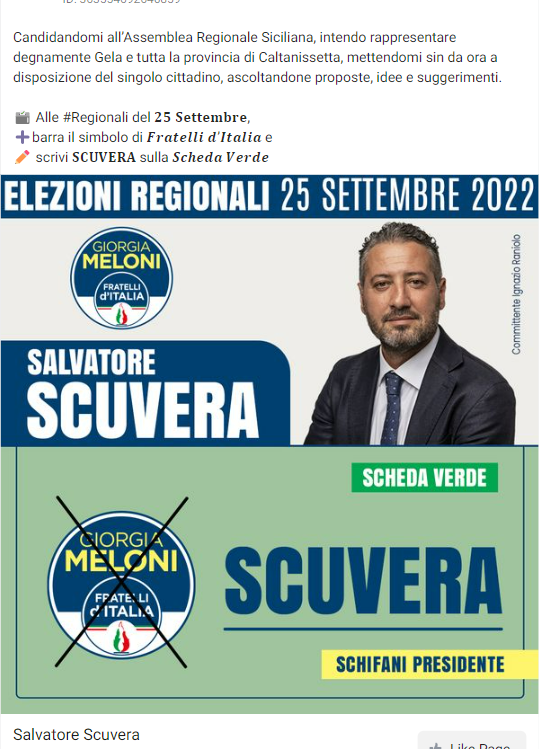 Candidandomi all'Assemblea Regionale Siciliana, intendo rappresentare
degnamente Gela e tutta la provincia di Caltanissetta, mettendomi sin da ora a
disposizione del singolo cittadino, ascoltandone proposte, idee e suggerimenti.
Alle #Regionali del 25 Settembre,
barra il simbolo di Fratelli d'Italia e
scrivi SCUVERA sulla Scheda Verde
ELEZIONI REGIONALI 25 SETTEMBRE 2022
GIORGIA
MELONI
FRATELLI
d'ITALIA
Committente Ignazio Raniolo
SALVATORE
SCUVERA
SCHEDA VERDE
GIORGIA
MELONI
FRATELLI
d'ITALIA
SCUVERA
SCHIFANI PRESIDENTE
Salvatore Scuvera
Like Page